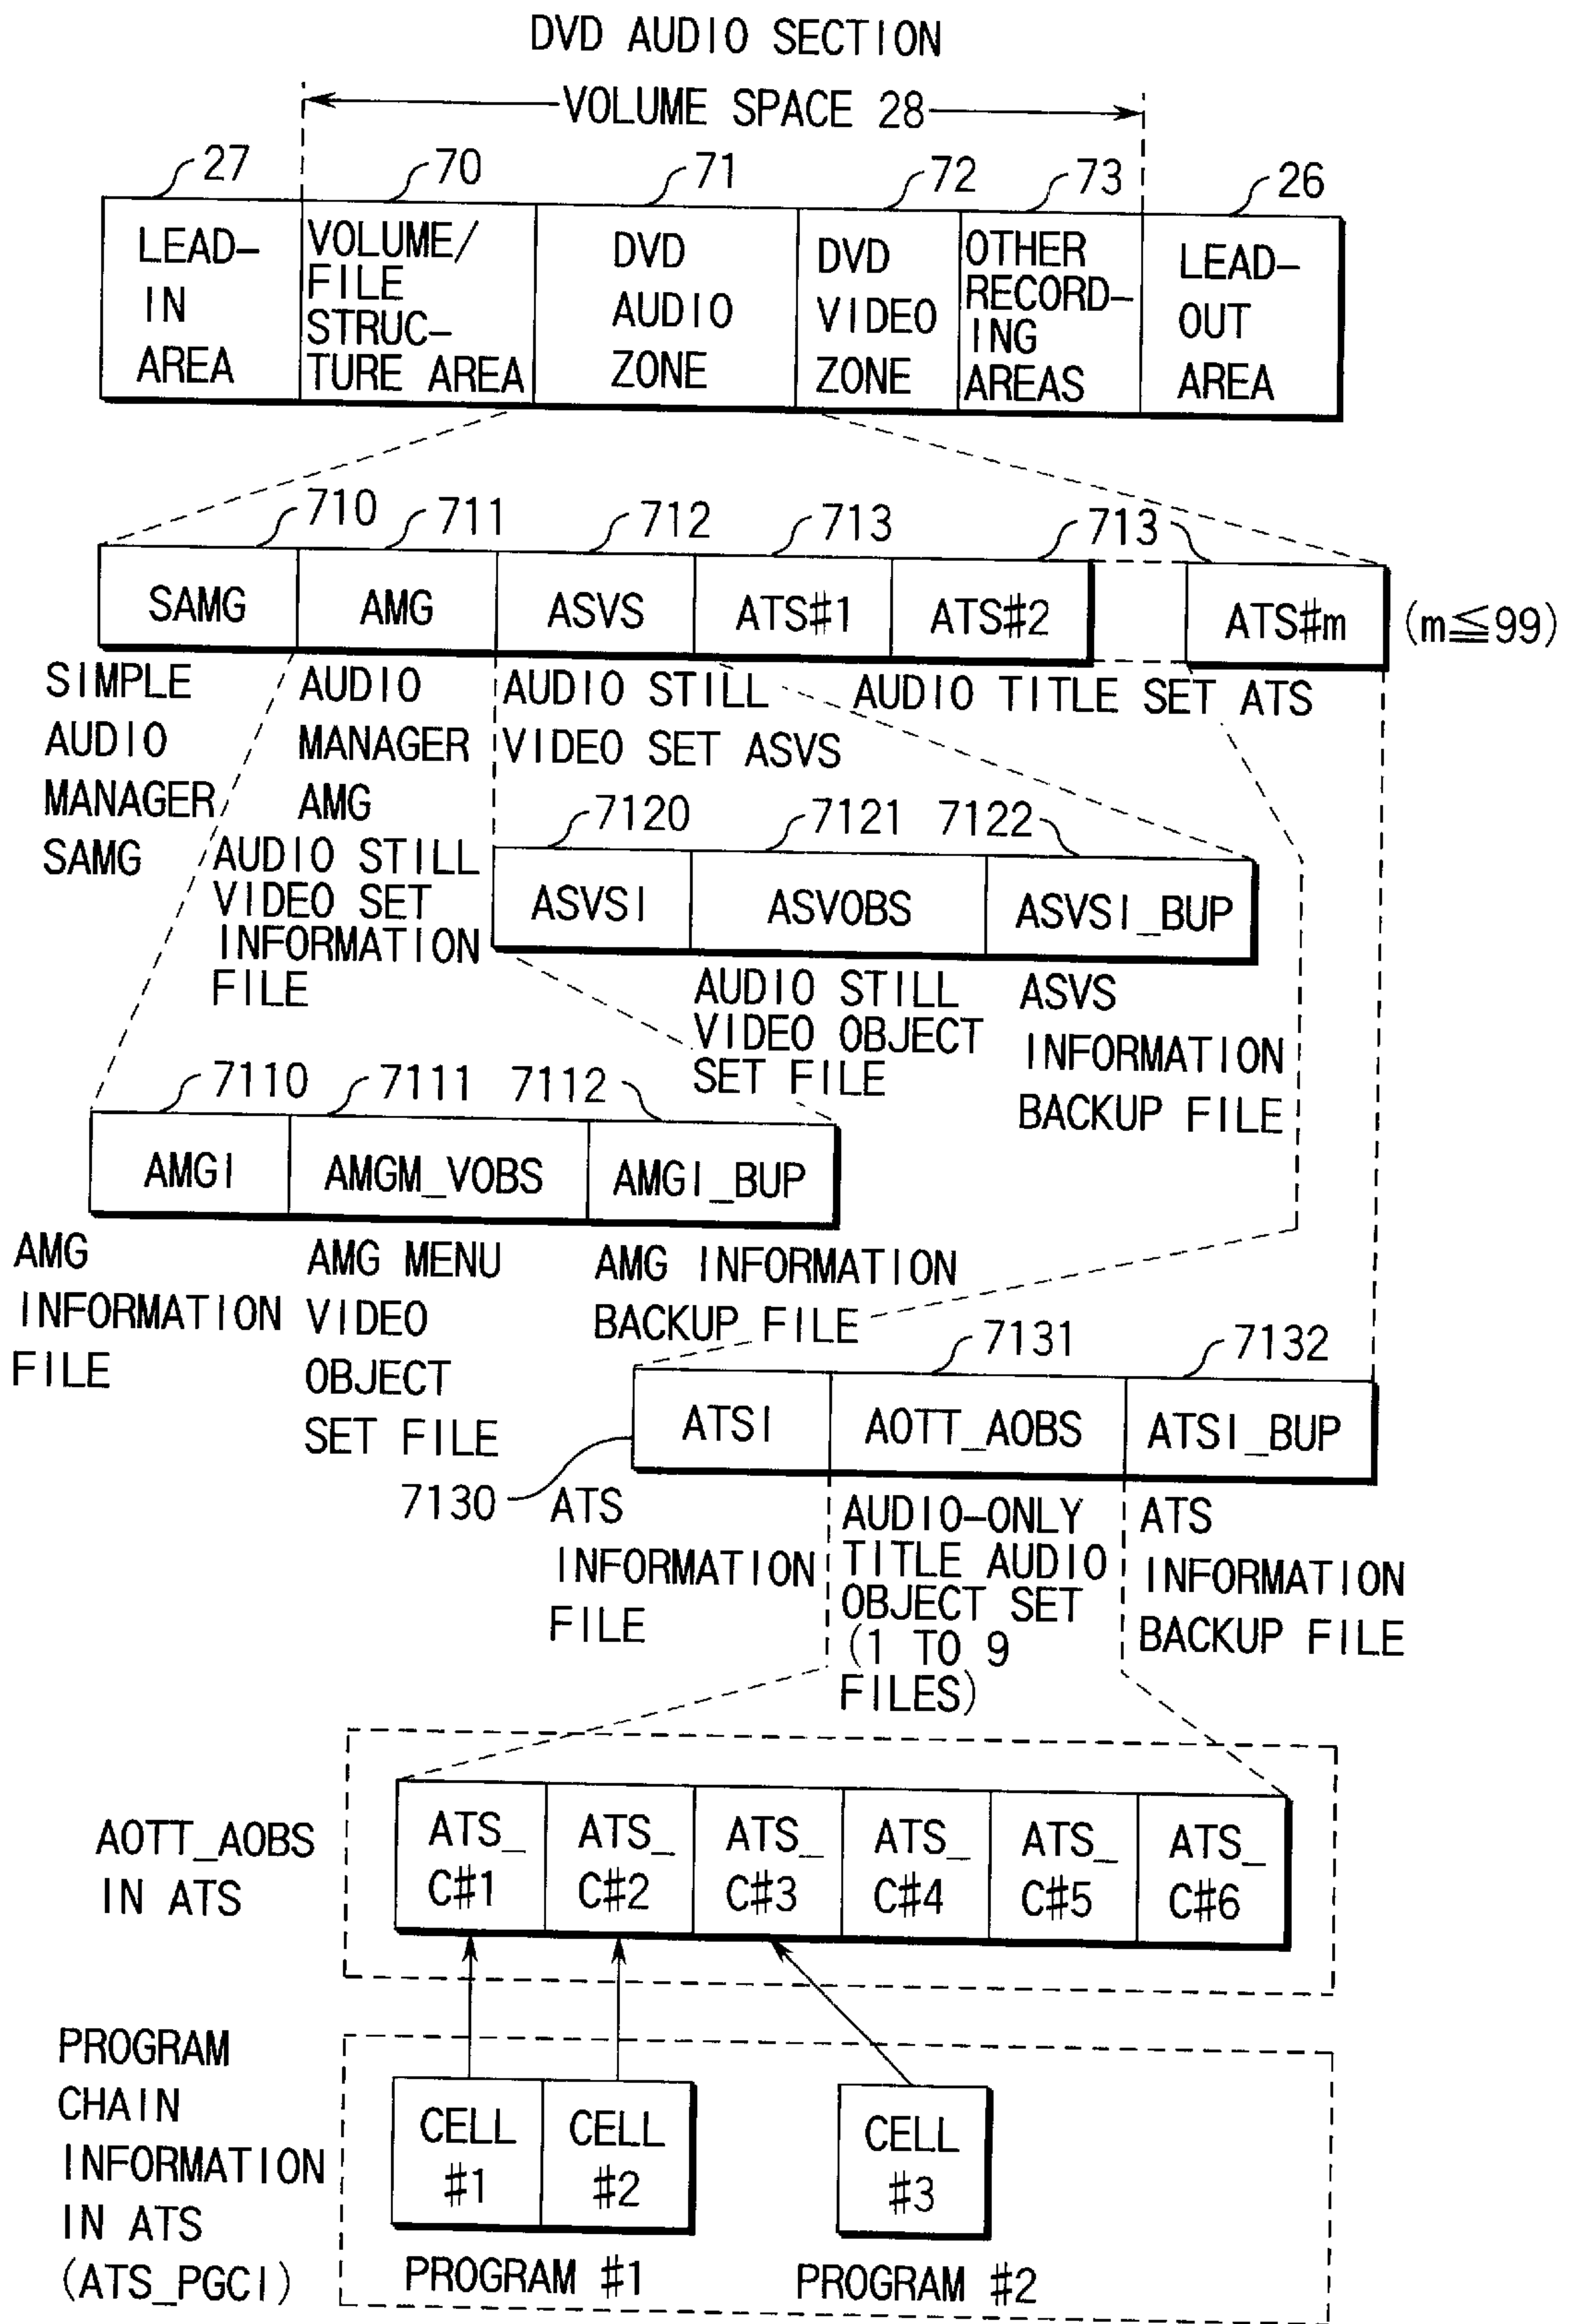 DVD AUDIO SECTION
VOLUME SPACE 28
27
70
71
72
73
26
LEAD-
IN
AREA
VOLUME/
FILE
STRUC-
TURE AREA
DVD
AUDIO
ZONE
DVD
VIDEO
ZONE
OTHER
RECORD-
ING
AREAS
LEAD-
OUT
AREA
710
711
712
713
713
SAMG
AMG
ASVS
ATS#1
ATS#2
ATS#m
(m≦99)
SIMPLE
AUDIO
MANAGER
SAMG
AUDIO
MANAGER
AMG
AUDIO STILL
VIDEO SET ASVS
AUDIO TITLE SET ATS
7120
7121
7122
AUDIO STILL
VIDEO SET
INFORMATION
FILE
ASVSI
ASVOBS
ASVSI_BUP
AUDIO STILL
VIDEO OBJECT
SET FILE
ASVS
INFORMATION
BACKUP FILE
7110
7111
7112
AMGI
AMGM_VOBS
AMGI_BUP
AMG
INFORMATION
FILE
AMG MENU
VIDEO
OBJECT
SET FILE
AMG INFORMATION
BACKUP FILE
7131
7132
ATSI
AOTT_AOBS
ATSI_BUP
7130
ATS
INFORMATION
FILE
AUDIO-ONLY
TITLE AUDIO
OBJECT SET
(1 TO 9
FILES)
ATS
INFORMATION
BACKUP FILE
AOTT_AOBS
IN ATS
ATS_
C#1
ATS_
C#2
ATS_
C#3
ATS_
C#4
ATS_
C#5
ATS_
C#6
PROGRAM
CHAIN
INFORMATION
IN ATS
(ATS_PGCI)
CELL
#1
CELL
#2
CELL
#3
PROGRAM #1
PROGRAM #2